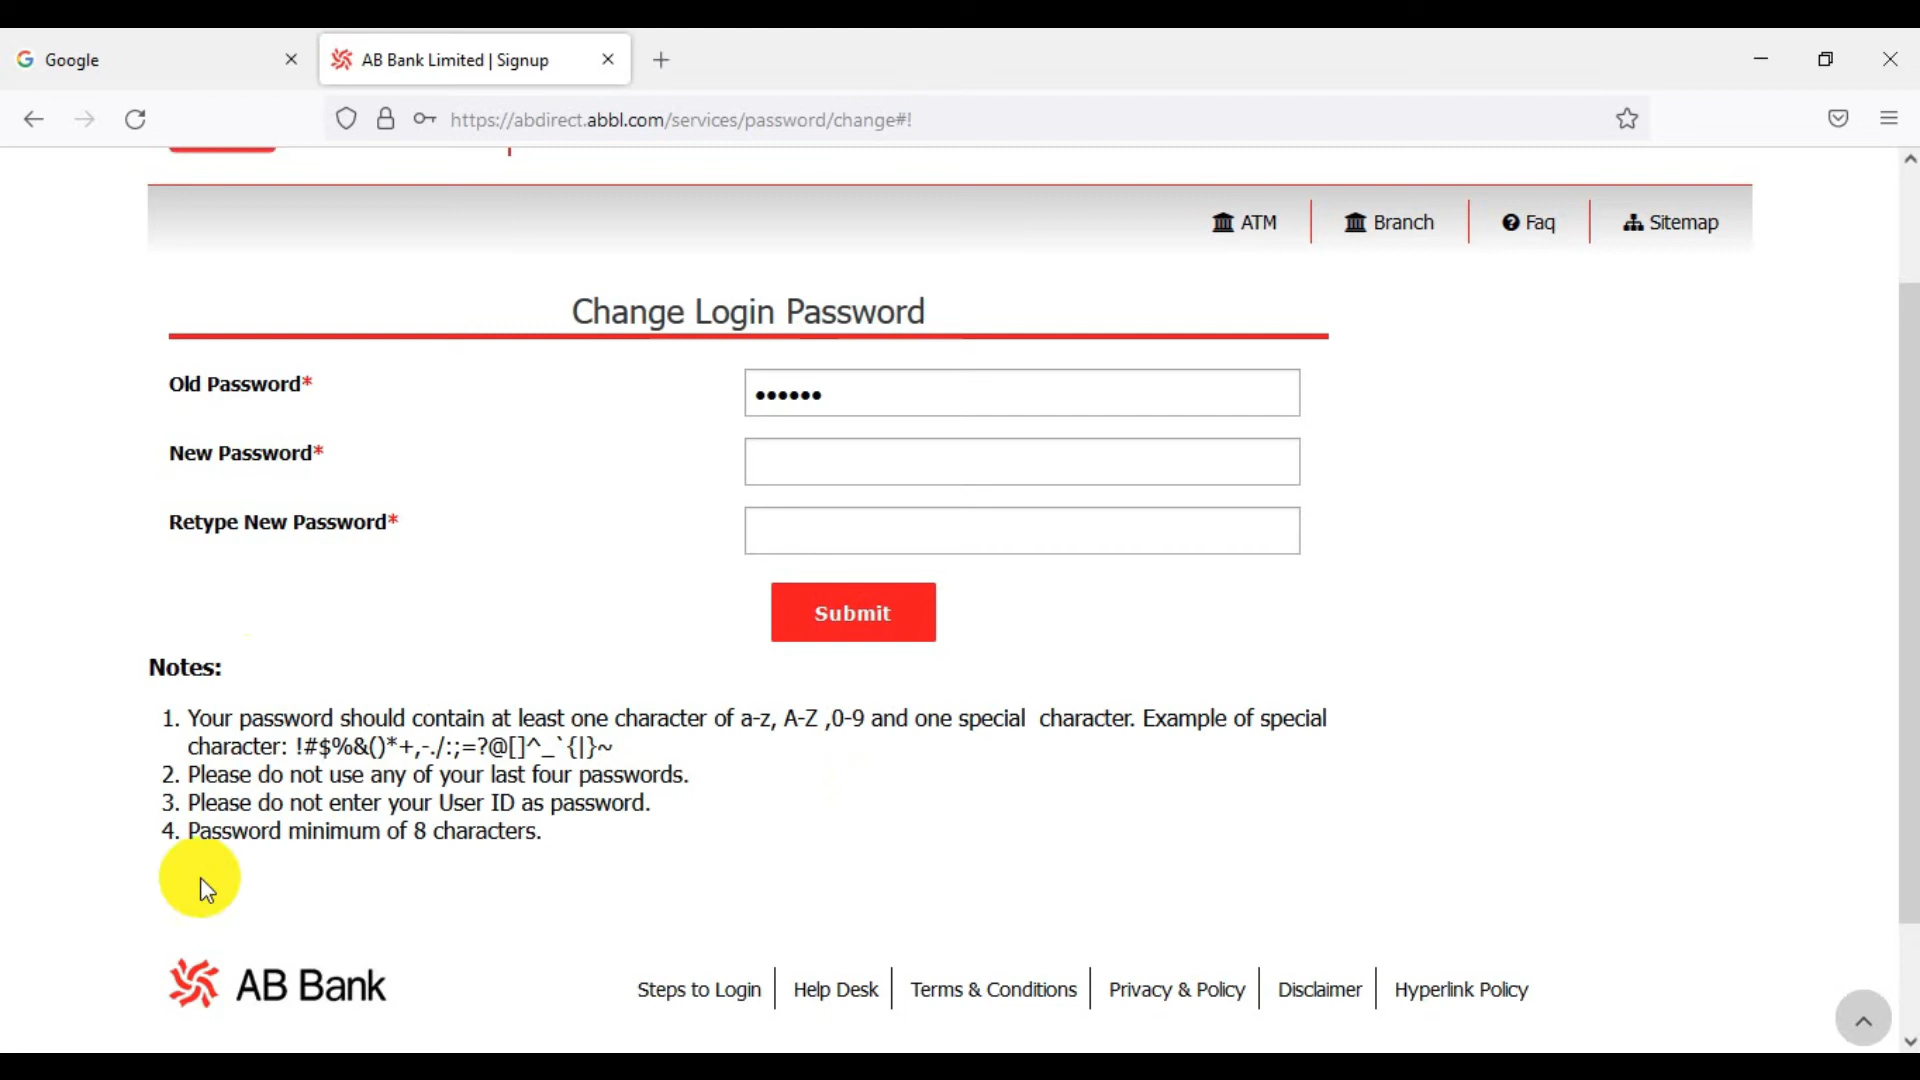 Google
AB Bank Limited | Signup
https://abdirect.abbl.com/services/password/change#!
ATM
Branch
Faq
Sitemap
Change Login Password
Old Password* ••••••
New Password*
Retype New Password*
Submit
Notes:
1. Your password should contain at least one character of a-z, A-Z ,0-9 and one special character. Example of special
character: !#$%&()*+,-./:;=?@[]^_`{|}~
2. Please do not use any of your last four passwords.
3. Please do not enter your User ID as password.
4. Password minimum of 8 characters.
AB Bank
Steps to Login
Help Desk
Terms & Conditions
Privacy & Policy
Disclaimer
Hyperlink Policy